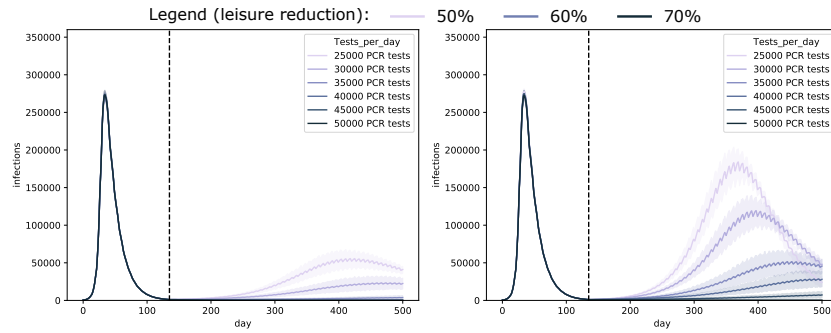 Legend (leisure reduction): 50% 60% 70%
350000
300000
250000
200000
150000
100000
50000
0
infections
0 100 200 300 400 500
day
Tests_per_day
25000 PCR tests
30000 PCR tests
35000 PCR tests
40000 PCR tests
45000 PCR tests
50000 PCR tests
350000
300000
250000
200000
150000
100000
50000
0
infections
0 100 200 300 400 500
day
Tests_per_day
25000 PCR tests
30000 PCR tests
35000 PCR tests
40000 PCR tests
45000 PCR tests
50000 PCR tests